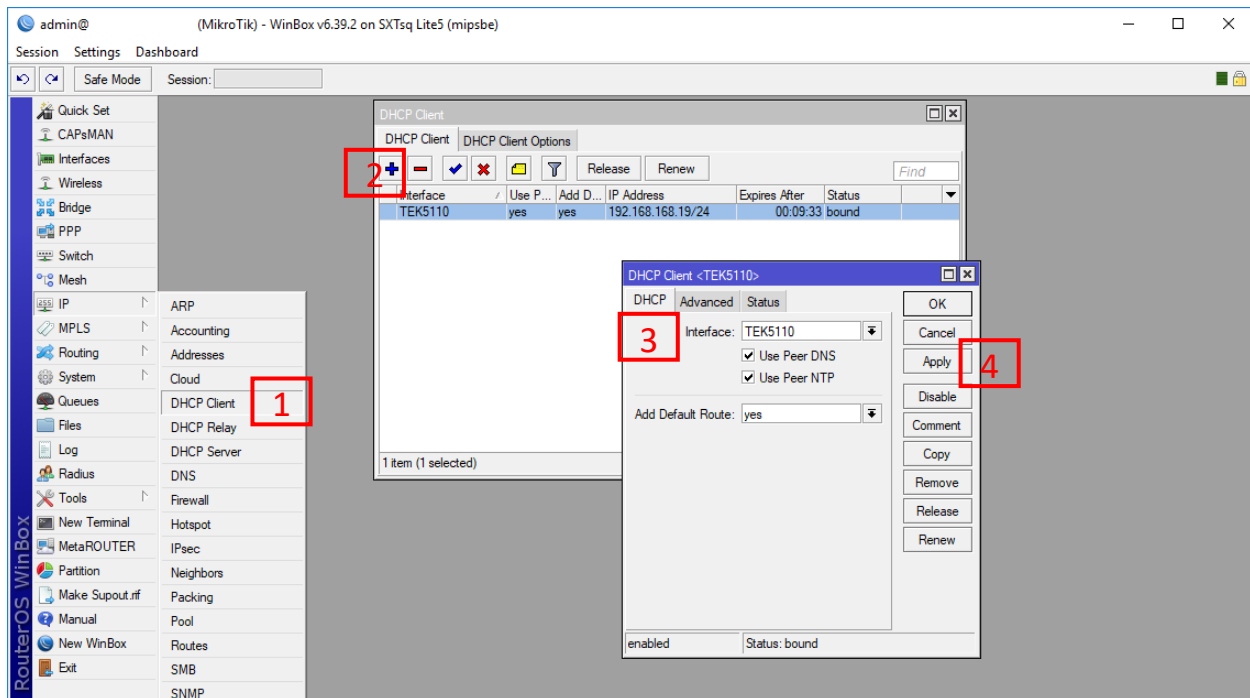 admin@ (MikroTik) - WinBox v6.39.2 on SXTsq Lite5 (mipsbe)
Session Settings Dashboard
Safe Mode Session:
RouterOS WinBox
Quick Set
CAPsMAN
Interfaces
Wireless
Bridge
PPP
Switch
Mesh
IP
MPLS
Routing
System
Queues
Files
Log
Radius
Tools
New Terminal
MetaROUTER
Partition
Make Supout.rif
Manual
New WinBox
Exit
ARP
Accounting
Addresses
Cloud
DHCP Client
1
DHCP Relay
DHCP Server
DNS
Firewall
Hotspot
IPsec
Neighbors
Packing
Pool
Routes
SMB
SNMP
DHCP Client
DHCP Client DHCP Client Options
2
Release Renew Find
Interface Use P... Add D... IP Address Expires After Status
TEK5110 yes yes 192.168.168.19/24 00:09:33 bound
1 item (1 selected)
DHCP Client <TEK5110>
DHCP Advanced Status
3
Interface: TEK5110
Use Peer DNS
Use Peer NTP
Add Default Route: yes
OK
Cancel
Apply
4
Disable
Comment
Copy
Remove
Release
Renew
enabled Status: bound